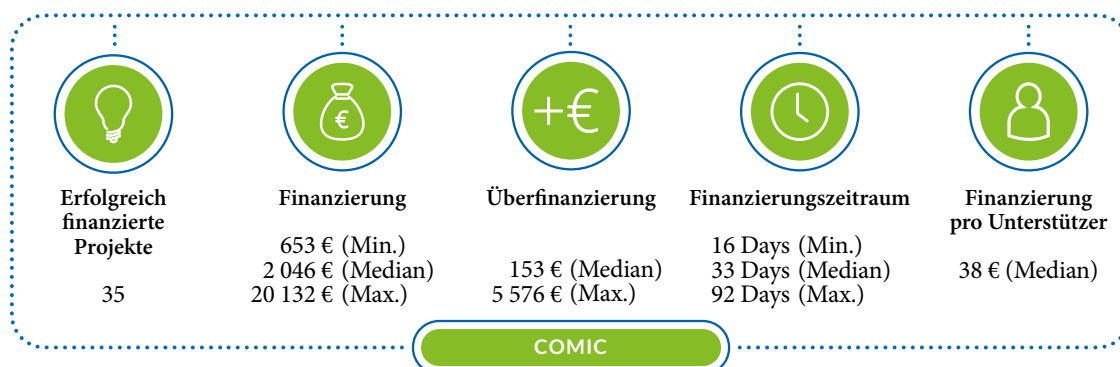 €
+€
Erfolgreich
finanzierte
Projekte
35
Finanzierung
653 € (Min.)
2 046 € (Median)
20 132 € (Max.)
Überfinanzierung
153 € (Median)
5 576 € (Max.)
Finanzierungszeitraum
16 Days (Min.)
33 Days (Median)
92 Days (Max.)
Finanzierung
pro Unterstützer
38 € (Median)
COMIC